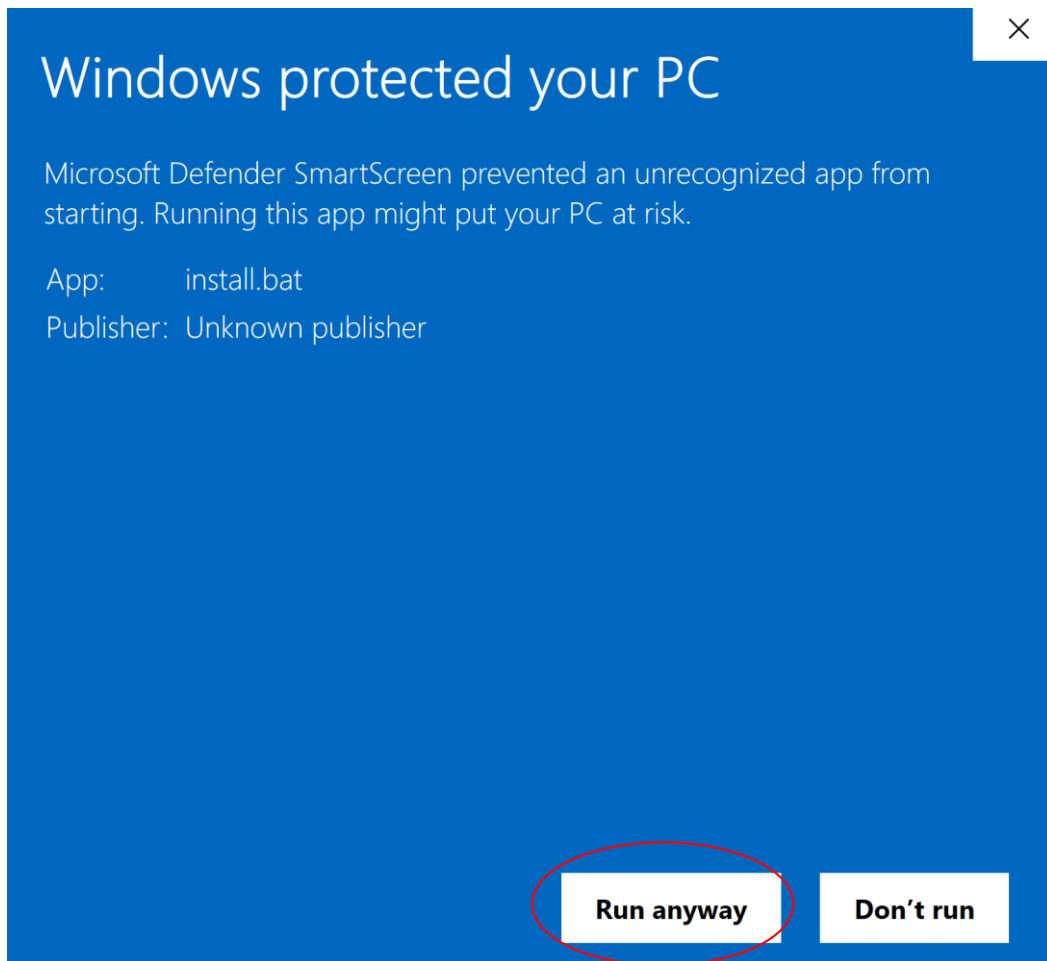 Windows protected your PC
Microsoft Defender SmartScreen prevented an unrecognized app from
starting. Running this app might put your PC at risk.
App: install.bat
Publisher: Unknown publisher
Run anyway Don’t run